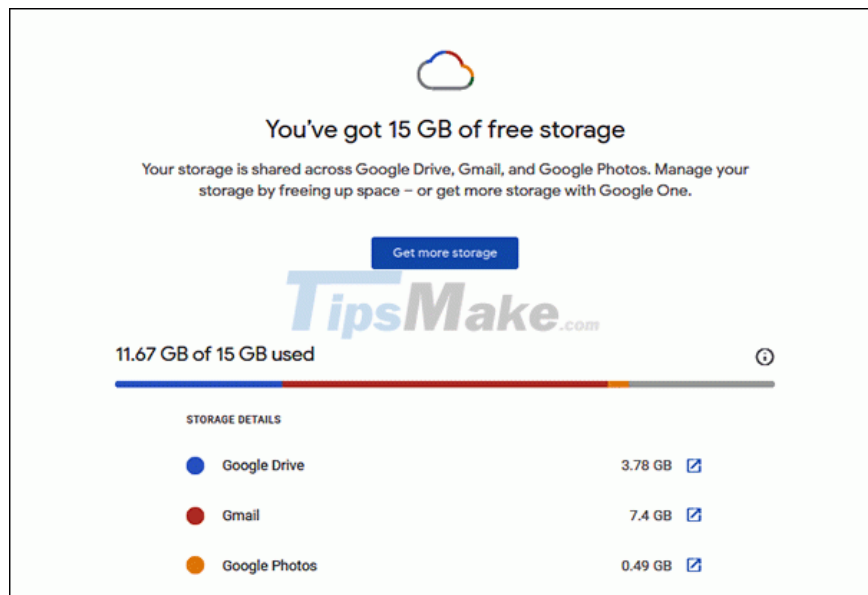 You've got 15 GB of free storage
Your storage is shared across Google Drive, Gmail, and Google Photos. Manage your
storage by freeing up space – or get more storage with Google One.
Get more storage
TipsMake.com
11.67 GB of 15 GB used
STORAGE DETAILS
Google Drive 3.78 GB
Gmail 7.4 GB
Google Photos 0.49 GB